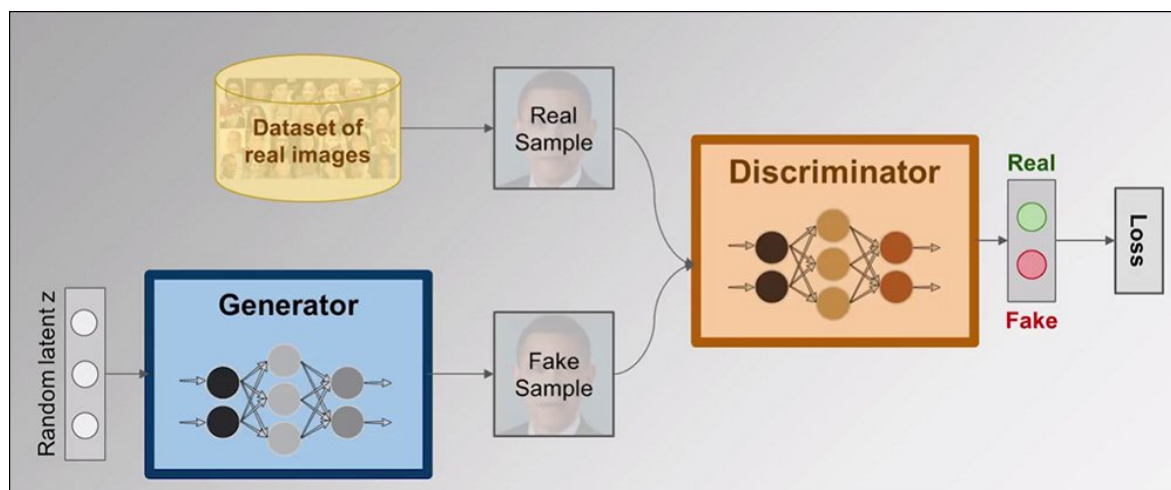 Dataset of
real images
Real
Sample
Discriminator
Real
Fake
Loss
Random latent z
Generator
Fake
Sample